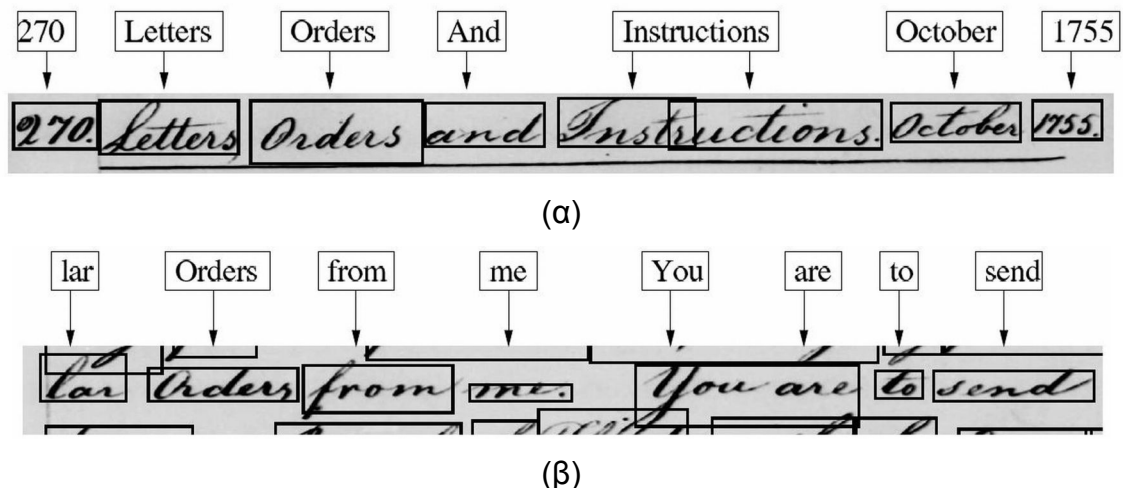 270 Letters Orders And Instructions October 1755
270. Letters Orders and Instructions. October 1755.
(α)
lar Orders from me You are to send
lar Orders from me. You are to send
(β)